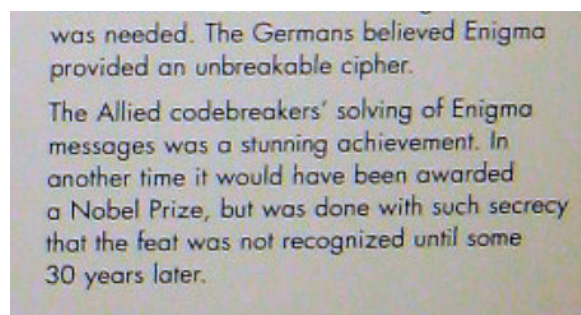 was needed. The Germans believed Enigma
provided an unbreakable cipher.
The Allied codebreakers' solving of Enigma
messages was a stunning achievement. In
another time it would have been awarded
a Nobel Prize, but was done with such secrecy
that the feat was not recognized until some
30 years later.